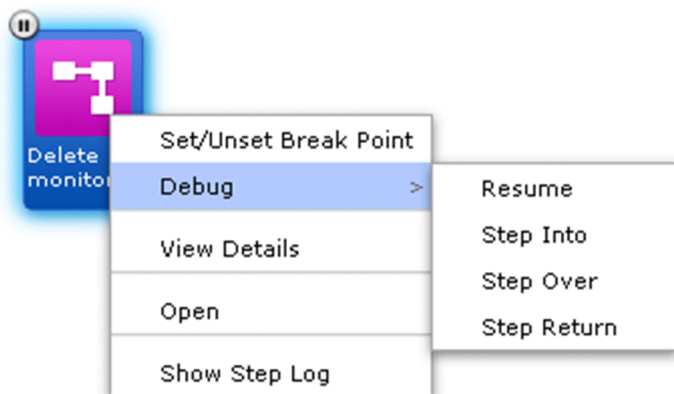 Delete
Set/Unset Break Point
Debug >
Resume
Step Into
Step Over
Step Return
View Details
Open
Show Step Log